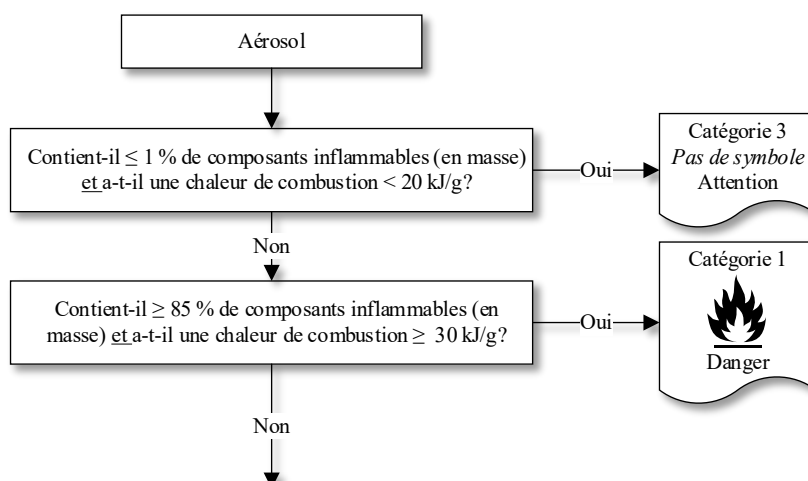 Aérosol
Contient-il ≤ 1 % de composants inflammables (en masse)
et a-t-il une chaleur de combustion < 20 kJ/g?
Oui
Catégorie 3
Pas de symbole
Attention
Non
Contient-il ≥ 85 % de composants inflammables (en
masse) et a-t-il une chaleur de combustion ≥ 30 kJ/g?
Oui
Catégorie 1
Danger
Non